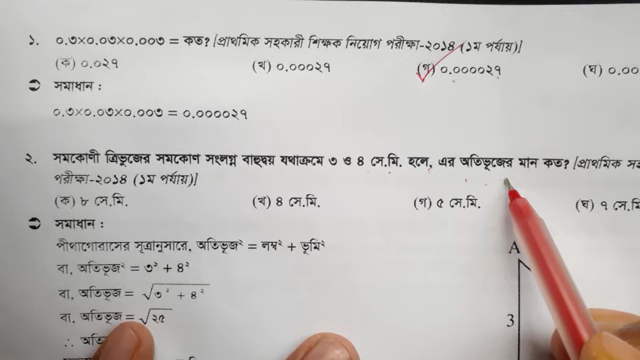 ১. ০.৩×০.০৩×০.০০৩ = কত? [প্রাথমিক সহকারী শিক্ষক নিয়োগ পরীক্ষা-২০১৪ (১ম পর্যায়)]
(ক) ০.০২৭ (খ) ০.০০০২৭ (গ) ০.০০০০২৭ (ঘ) ০.০০
সমাধান :
০.৩×০.০৩×০.০০৩ = ০.০০০০২৭
২. সমকোণী ত্রিভুজের সমকোণ সংলগ্ন বাহুদ্বয় যথাক্রমে ৩ ও ৪ সে.মি. হলে, এর অতিভুজের মান কত? [প্রাথমিক সহ
পরীক্ষা-২০১৪ (১ম পর্যায়)]
(ক) ৮ সে.মি. (খ) ৪ সে.মি. (গ) ৫ সে.মি. (ঘ) ৭ সে.মি
সমাধান :
পীথাগোরাসের সূত্রানুসারে, অতিভূজ² = লম্ব² + ভূমি²
বা, অতিভূজ² = ৩² + ৪²
বা, অতিভূজ = √৩² + ৪²
বা, অতিভূজ = √২৫
∴ অতি
A
3